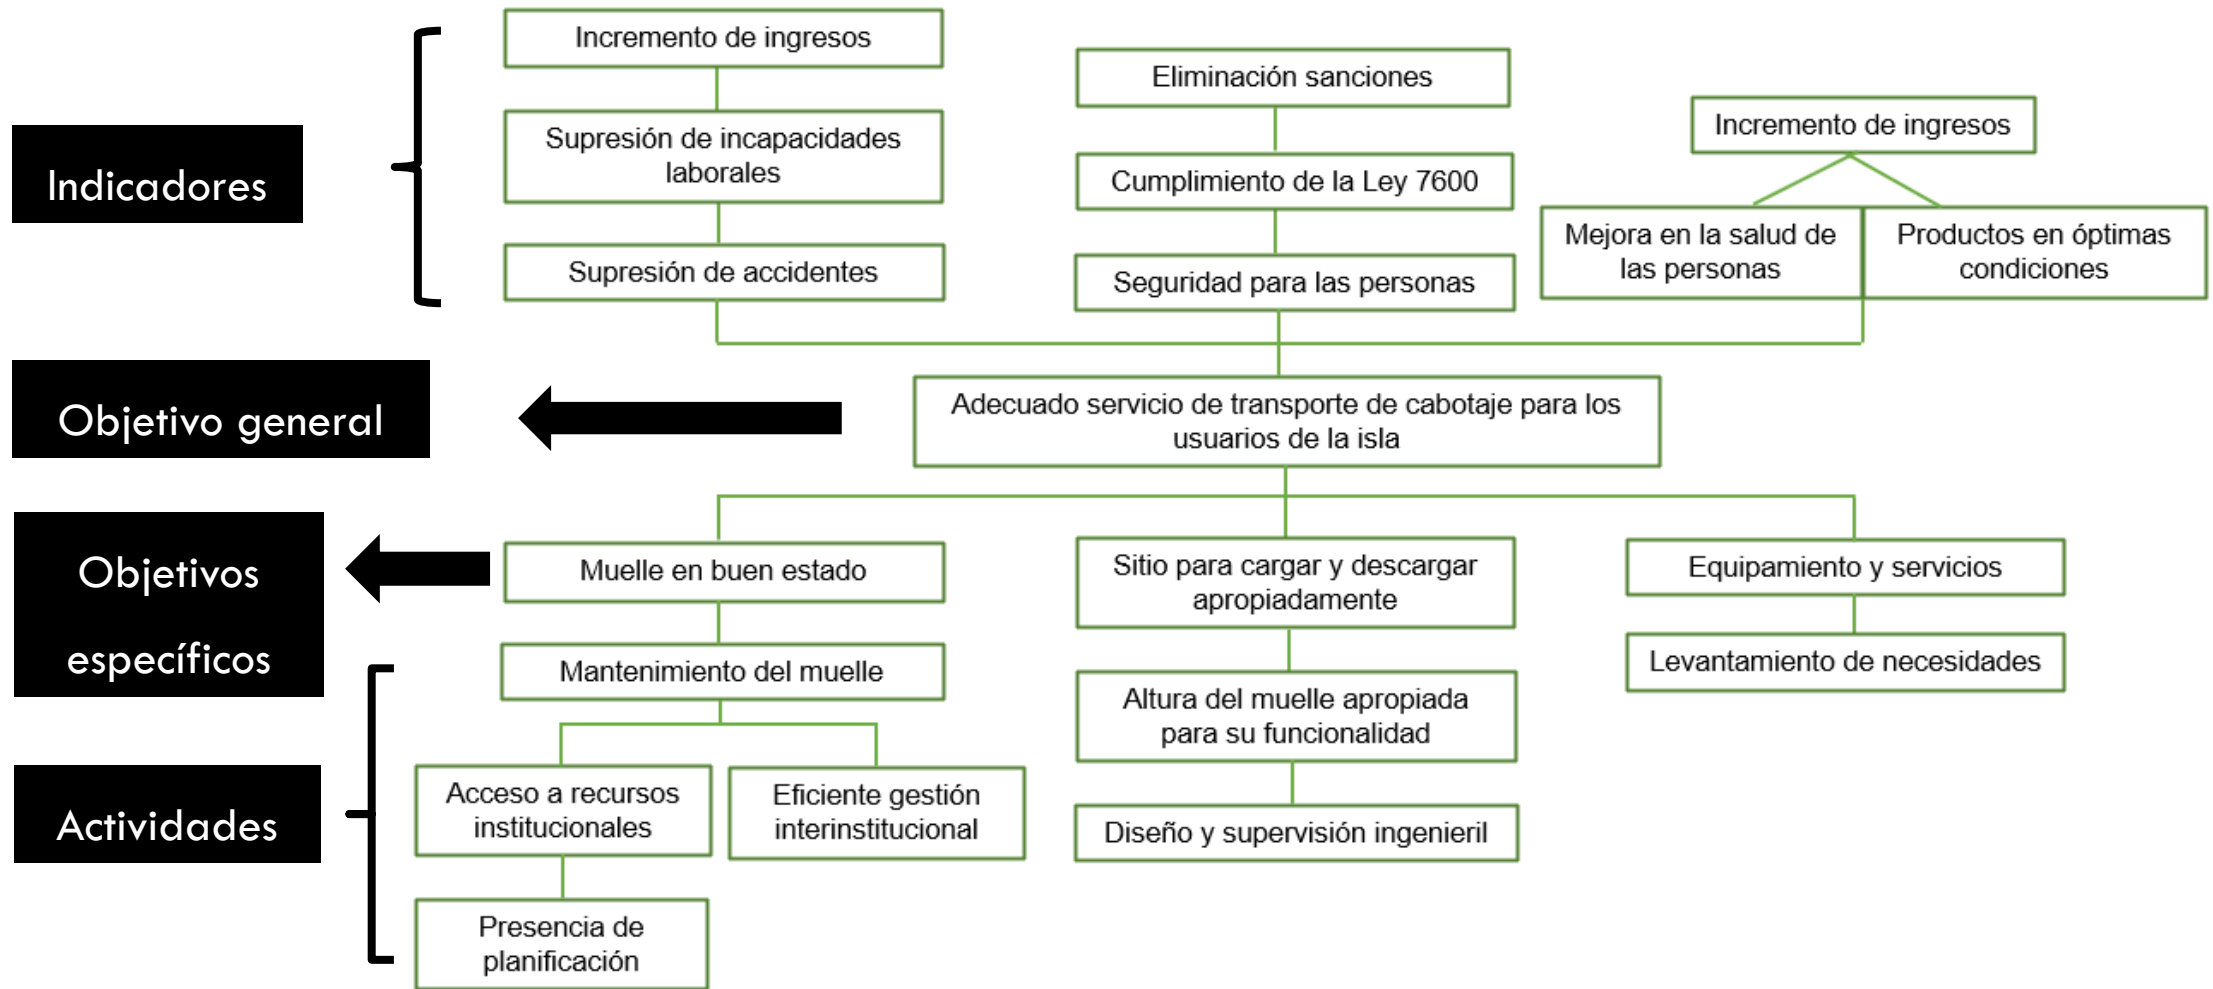 Incremento de ingresos
Eliminación sanciones
Incremento de ingresos
Indicadores
Supresión de incapacidades
laborales
Cumplimiento de la Ley 7600
Mejora en la salud de
las personas
Productos en óptimas
condiciones
Supresión de accidentes
Seguridad para las personas
Objetivo general
Adecuado servicio de transporte de cabotaje para los
usuarios de la isla
Objetivos
específicos
Muelle en buen estado
Sitio para cargar y descargar
apropiadamente
Equipamiento y servicios
Mantenimiento del muelle
Altura del muelle apropiada
para su funcionalidad
Levantamiento de necesidades
Actividades
Acceso a recursos
institucionales
Eficiente gestión
interinstitucional
Diseño y supervisión ingenieril
Presencia de
planificación